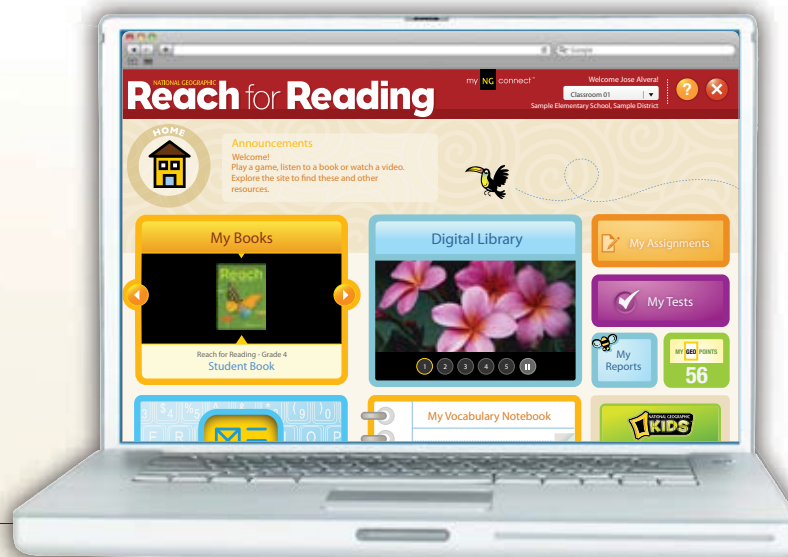 Google
NATIONAL GEOGRAPHIC
Reach for Reading
my NG connect™
Welcome Jose Alvera!
Classroom 01
Sample Elementary School, Sample District
?
HOME
Announcements
Welcome!
Play a game, listen to a book or watch a video.
Explore the site to find these and other
resources.
My Books
Reach
Reach for Reading - Grade 4
Student Book
Digital Library
1 2 3 4 5
My Assignments
My Tests
My
Reports
MY GEO POINTS
56
My Vocabulary Notebook
NATIONAL GEOGRAPHIC
KIDS